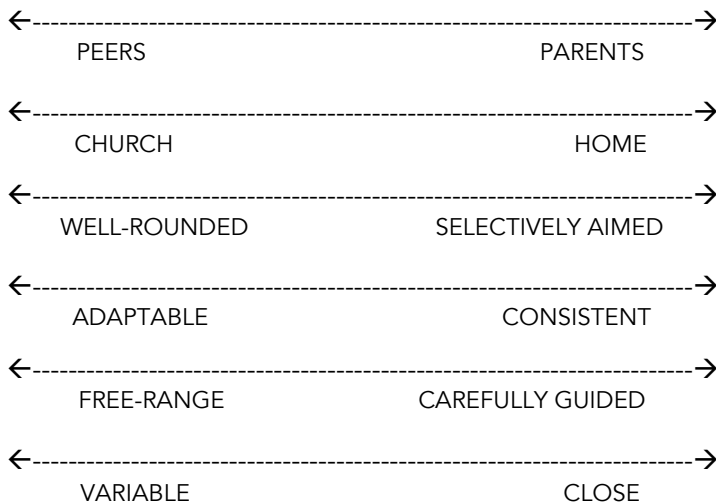 ←---------------------------------------------------------------------------→
PEERS PARENTS
←---------------------------------------------------------------------------→
CHURCH HOME
←---------------------------------------------------------------------------→
WELL-ROUNDED SELECTIVELY AIMED
←---------------------------------------------------------------------------→
ADAPTABLE CONSISTENT
←---------------------------------------------------------------------------→
FREE-RANGE CAREFULLY GUIDED
←---------------------------------------------------------------------------→
VARIABLE CLOSE